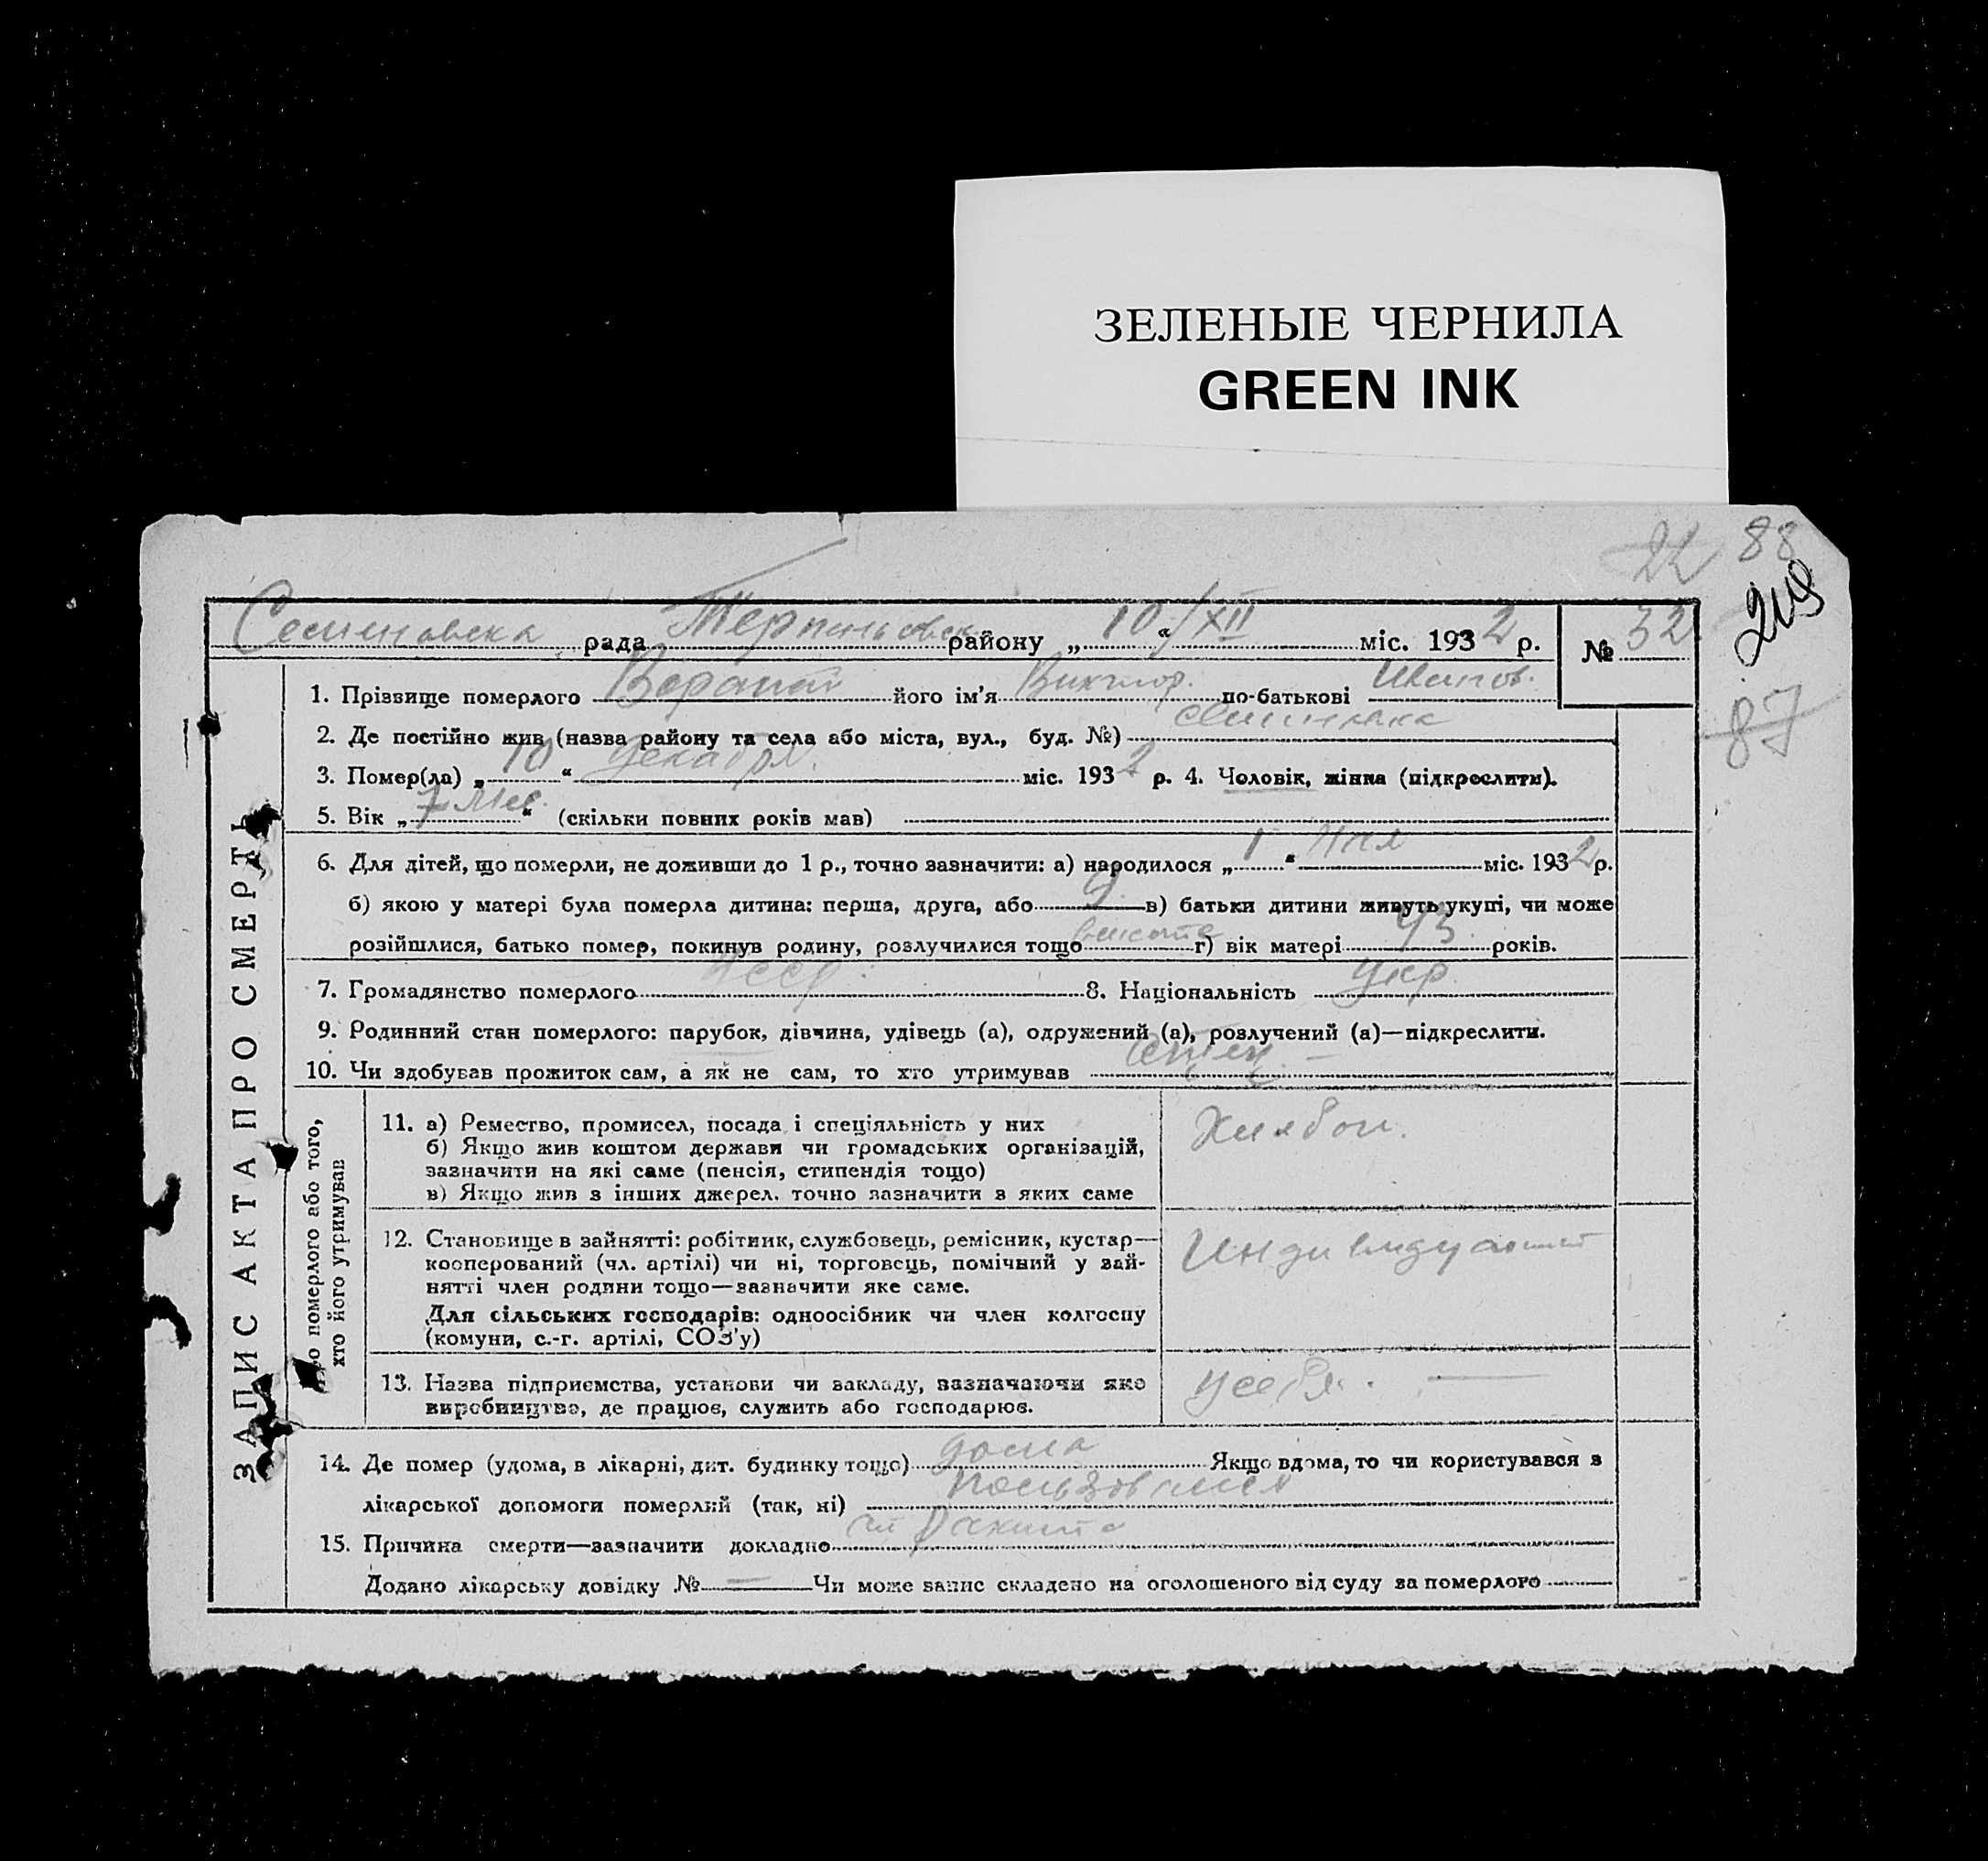 ЗЕЛЕНЫЕ ЧЕРНИЛА
GREEN INK
22 88
219
87
Семеновска рада района району „ 10 “ / XII міс. 1932 р. № 32
ЗАПИС АКТА ПРО СМЕРТЬ
1. Прізвище померлого його ім'я Виктор. по-батькові Иванов.
2. Де постійно жив (назва району та села або міста, вул., буд. №)
3. Помер(ла) „ 10 “ декабря. міс. 1932 р. 4. Чоловік, жінка (підкреслити).
5. Вік „ 7 мес. “ (скільки повних років мав)
6. Для дітей, що померли, не доживши до 1 р., точно зазначити: а) народилося „ 1 “ міс. 1932 р.
б) якою у матері була померла дитина: перша, друга, або 9 в) батьки дитини живуть укупі, чи може
розійшлися, батько помер, покинув родину, розлучилися тощо г) вік матері 43 років.
7. Громадянство померлого УССР 8. Національність Укр
9. Родинний стан померлого: парубок, дівчина, удівець (а), одружений (а), розлучений (а)—підкреслити.
10. Чи здобував прожиток сам, а як не сам, то хто утримував Отец —
Про померлого або того,
хто його утримував
11. а) Ремество, промисел, посада і спеціяльність у них
б) Якщо жив коштом держави чи громадських організацій,
зазначити на які саме (пенсія, стипендія тощо)
в) Якщо жив з інших джерел. точно зазначити з яких саме
Хлебоп.
12. Становище в зайнятті: робітник, службовець, ремісник, кустар—
кооперований (чл. артілі) чи ні, торговець, помічний у зай-
нятті член родини тощо—зазначити яке саме.
Для сільських господарів: одноосібник чи член колгоспу
(комуни, с.-г. артілі, СОЗ'у)
Индивидуальний
13. Назва підприємства, установи чи закладу, зазначаючи яке
виробництво, де працює, служить або господарює.
14. Де помер (удома, в лікарні, дит. будинку тощо) дома Якщо вдома, то чи користувався з
лікарської допомоги померлий (так, ні) пользовался
15. Причина смерти—зазначити докладно от рахита
Додано лікарську довідку № — Чи може запис складено на оголошеного від суду за померлого